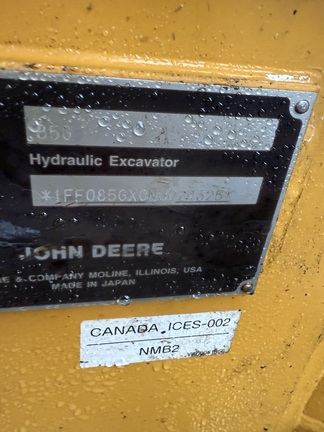 85G
Hydraulic Excavator
JOHN DEERE
& COMPANY MOLINE, ILLINOIS, USA
MADE IN JAPAN
CANADA ICES-002
NMB2